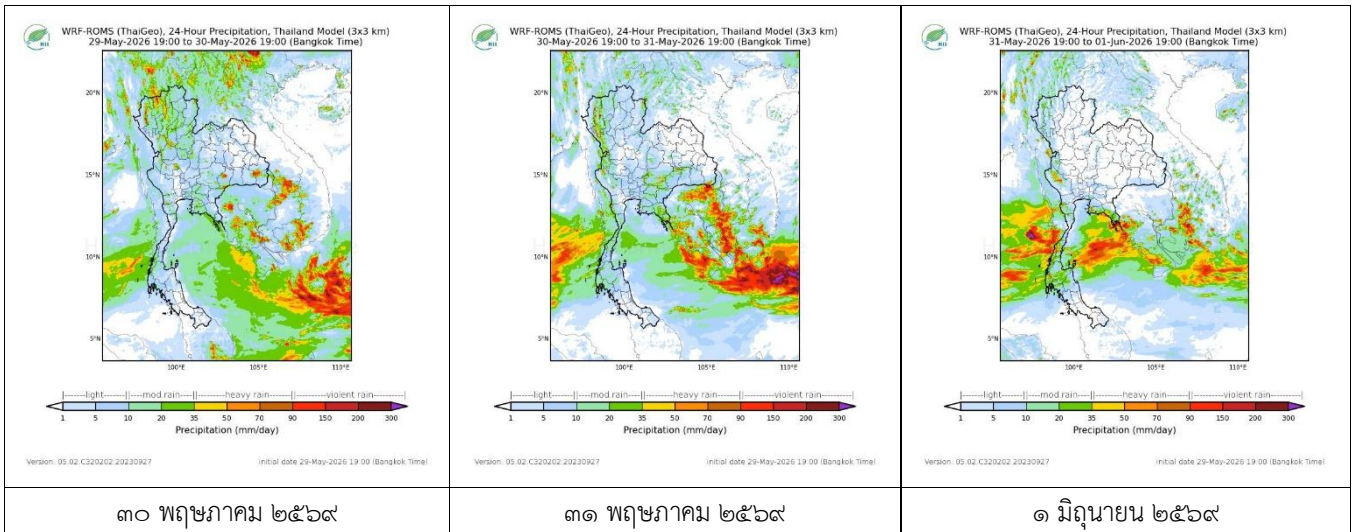 WRF-ROMS (ThaiGeo), 24-Hour Precipitation, Thailand Model (3x3 km)
29-May-2026 19:00 to 30-May-2026 19:00 (Bangkok Time)
HII
20°N
15°N
10°N
5°N
100°E
105°E
110°E
|-------light-----||----mod rain----||-------heavy rain-------||-------violent rain-------|
1 5 10 20 35 50 70 90 150 200 300
Precipitation (mm/day)
Version: 05.02.C320202.20230927
initial date 29-May-2026 19:00 (Bangkok Time)
๓๐ พฤษภาคม ๒๕๖๙
WRF-ROMS (ThaiGeo), 24-Hour Precipitation, Thailand Model (3x3 km)
30-May-2026 19:00 to 31-May-2026 19:00 (Bangkok Time)
HII
20°N
15°N
10°N
5°N
100°E
105°E
110°E
|-------light-----||----mod rain----||-------heavy rain-------||-------violent rain-------|
1 5 10 20 35 50 70 90 150 200 300
Precipitation (mm/day)
Version: 05.02.C320202.20230927
initial date 29-May-2026 19:00 (Bangkok Time)
๓๑ พฤษภาคม ๒๕๖๙
WRF-ROMS (ThaiGeo), 24-Hour Precipitation, Thailand Model (3x3 km)
31-May-2026 19:00 to 01-Jun-2026 19:00 (Bangkok Time)
HII
20°N
15°N
10°N
5°N
100°E
105°E
110°E
|-------light-----||----mod rain----||-------heavy rain-------||-------violent rain-------|
1 5 10 20 35 50 70 90 150 200 300
Precipitation (mm/day)
Version: 05.02.C320202.20230927
initial date 29-May-2026 19:00 (Bangkok Time)
๑ มิถุนายน ๒๕๖๙